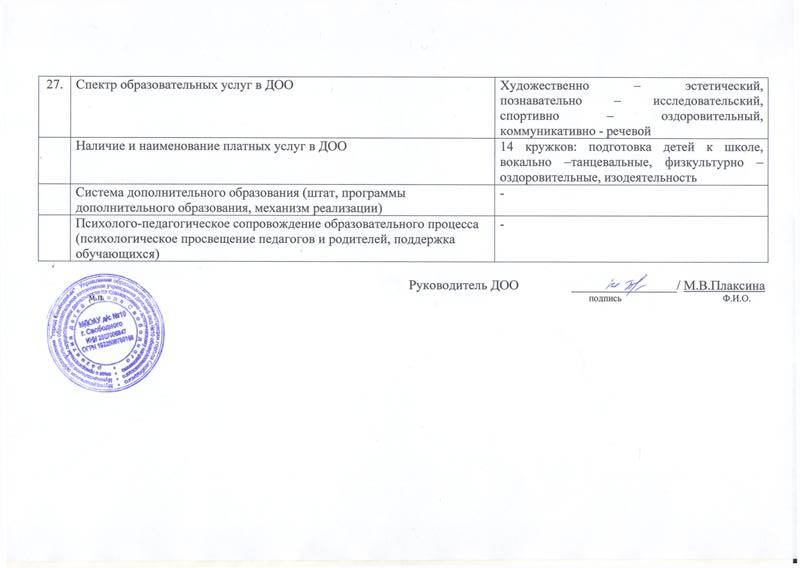 27. Спектр образовательных услуг в ДОО
Художественно – эстетический,
познавательно – исследовательский,
спортивно – оздоровительный,
коммуникативно - речевой
Наличие и наименование платных услуг в ДОО
14 кружков: подготовка детей к школе,
вокально –танцевальные, физкультурно –
оздоровительные, изодеятельность
Система дополнительного образования (штат, программы
дополнительного образования, механизм реализации)
-
Психолого-педагогическое сопровождение образовательного процесса
(психологическое просвещение педагогов и родителей, поддержка
обучающихся)
-
Руководитель ДОО / М.В.Плаксина
подпись Ф.И.О.
М.п.
МДОАУ д/с №10
г. Свободного